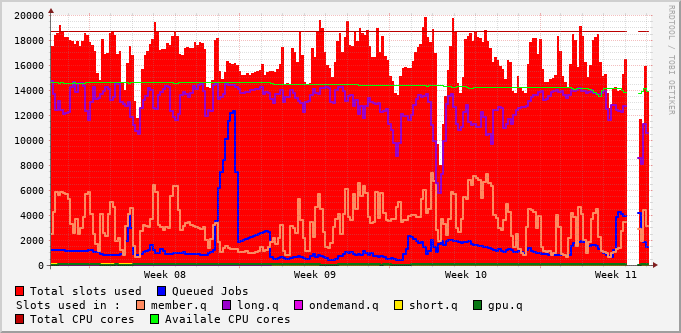 20000
18000
16000
14000
12000
10000
8000
6000
4000
2000
0
Week 08 Week 09 Week 10 Week 11
RRDTOOL / TOBI OETIKER
Total slots used Queued Jobs
Slots used in : member.q long.q ondemand.q short.q gpu.q
Total CPU cores Availale CPU cores